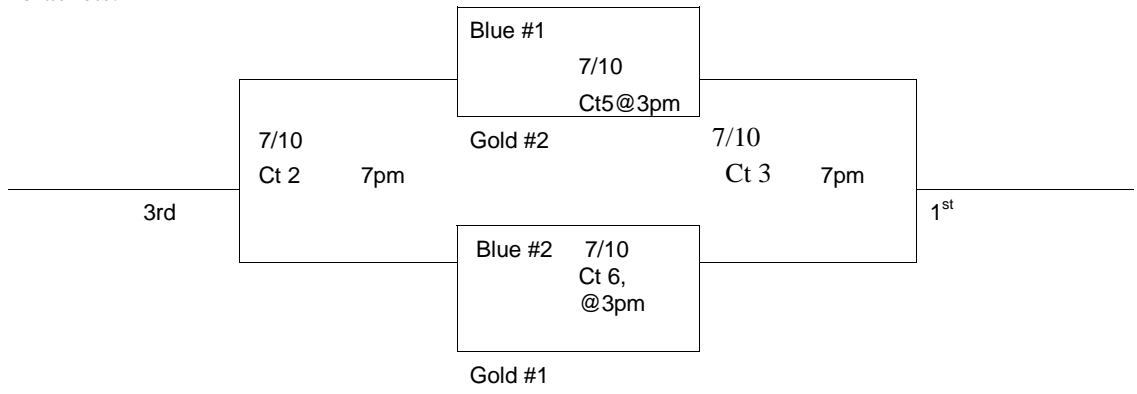 Blue #1
7/10
Ct5@3pm
7/10
Ct 2 7pm
Gold #2
7/10
Ct 3 7pm
3rd
1st
Blue #2 7/10
Ct 6,
@3pm
Gold #1